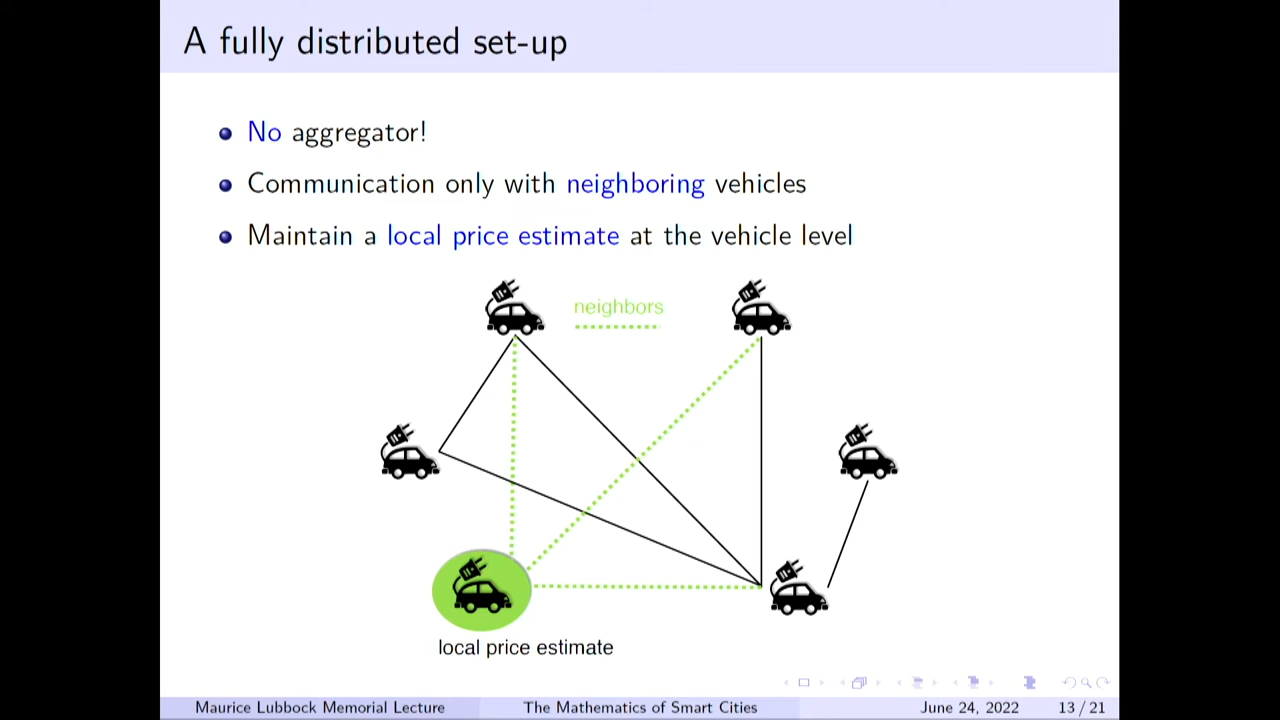 A fully distributed set-up
No aggregator!
Communication only with neighboring vehicles
Maintain a local price estimate at the vehicle level
neighbors
local price estimate
Maurice Lubbock Memorial Lecture
The Mathematics of Smart Cities
June 24, 2022
13 / 21